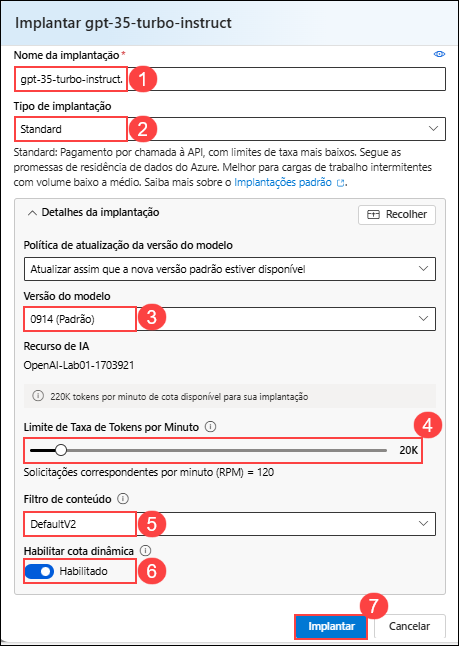 Implantar gpt-35-turbo-instruct
Nome da implantação *
gpt-35-turbo-instruct.
1
Tipo de implantação
Standard
2
Standard: Pagamento por chamada à API, com limites de taxa mais baixos. Segue as
promessas de residência de dados do Azure. Melhor para cargas de trabalho intermitentes
com volume baixo a médio. Saiba mais sobre o Implantações padrão.
Detalhes da implantação
Recolher
Política de atualização da versão do modelo
Atualizar assim que a nova versão padrão estiver disponível
Versão do modelo
0914 (Padrão)
3
Recurso de IA
OpenAI-Lab01-1703921
220K tokens por minuto de cota disponível para sua implantação
Limite de Taxa de Tokens por Minuto
4
20K
Solicitações correspondentes por minuto (RPM) = 120
Filtro de conteúdo
DefaultV2
5
Habilitar cota dinâmica
Habilitado
6
7
Implantar
Cancelar